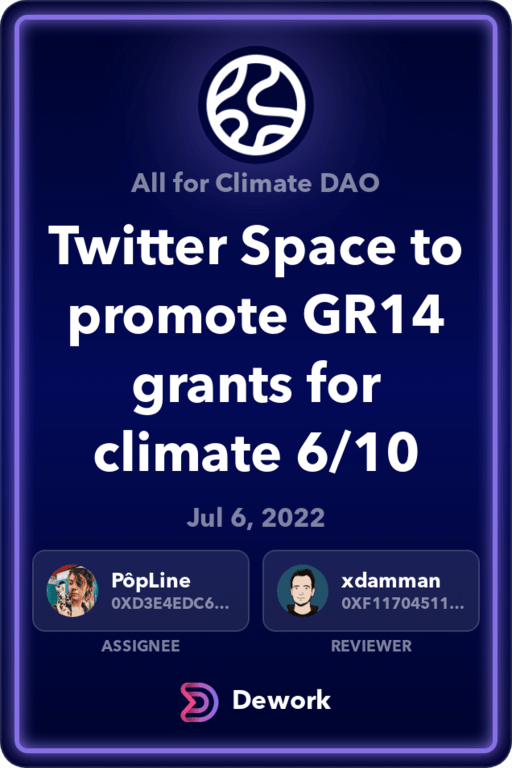 All for Climate DAO
Twitter Space to
promote GR14
grants for
climate 6/10
Jul 6, 2022
PôpLine
0XD3E4EDC6...
ASSIGNEE
xdamman
0XF11704511...
REVIEWER
Dework